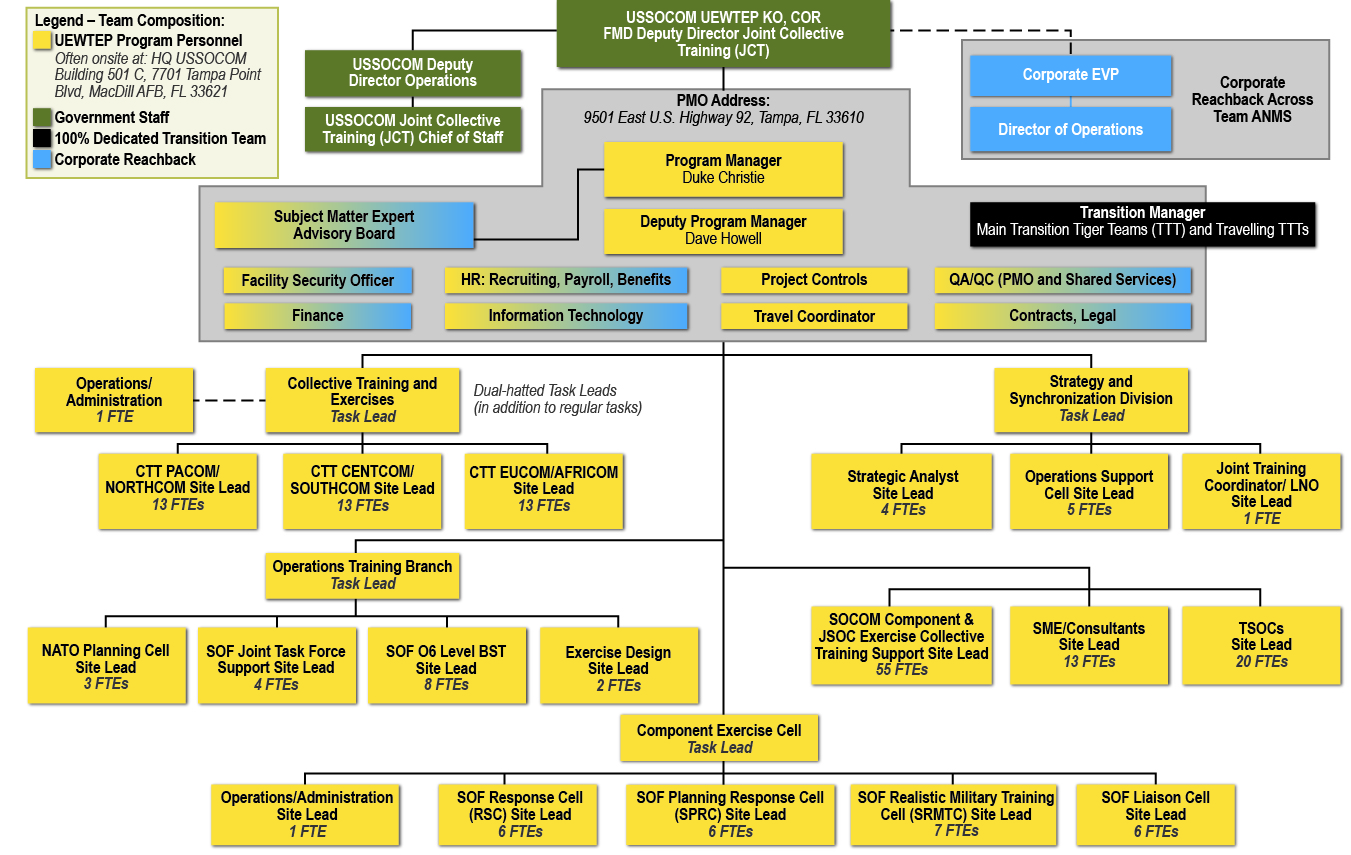 Legend – Team Composition:
UEWTEP Program Personnel
Often onsite at: HQ USSOCOM
Building 501 C, 7701 Tampa Point
Blvd, MacDill AFB, FL 33621
Government Staff
100% Dedicated Transition Team
Corporate Reachback
USSOCOM UEWTEP KO, COR
FMD Deputy Director Joint Collective
Training (JCT)
USSOCOM Deputy
Director Operations
USSOCOM Joint Collective
Training (JCT) Chief of Staff
Corporate EVP
Director of Operations
Corporate
Reachback Across
Team ANMS
PMO Address:
9501 East U.S. Highway 92, Tampa, FL 33610
Program Manager
Duke Christie
Deputy Program Manager
Dave Howell
Subject Matter Expert
Advisory Board
Transition Manager
Main Transition Tiger Teams (TTT) and Travelling TTTs
Facility Security Officer
HR: Recruiting, Payroll, Benefits
Project Controls
QA/QC (PMO and Shared Services)
Finance
Information Technology
Travel Coordinator
Contracts, Legal
Operations/
Administration
1 FTE
Collective Training and
Exercises
Task Lead
Dual-hatted Task Leads
(in addition to regular tasks)
Strategy and
Synchronization Division
Task Lead
CTT PACOM/
NORTHCOM Site Lead
13 FTEs
CTT CENTCOM/
SOUTHCOM Site Lead
13 FTEs
CTT EUCOM/AFRICOM
Site Lead
13 FTEs
Strategic Analyst
Site Lead
4 FTEs
Operations Support
Cell Site Lead
5 FTEs
Joint Training
Coordinator/ LNO
Site Lead
1 FTE
Operations Training Branch
Task Lead
NATO Planning Cell
Site Lead
3 FTEs
SOF Joint Task Force
Support Site Lead
4 FTEs
SOF O6 Level BST
Site Lead
8 FTEs
Exercise Design
Site Lead
2 FTEs
SOCOM Component &
JSOC Exercise Collective
Training Support Site Lead
55 FTEs
SME/Consultants
Site Lead
13 FTEs
TSOCs
Site Lead
20 FTEs
Component Exercise Cell
Task Lead
Operations/Administration
Site Lead
1 FTE
SOF Response Cell
(RSC) Site Lead
6 FTEs
SOF Planning Response Cell
(SPRC) Site Lead
6 FTEs
SOF Realistic Military Training
Cell (SRMTC) Site Lead
7 FTEs
SOF Liaison Cell
Site Lead
6 FTEs